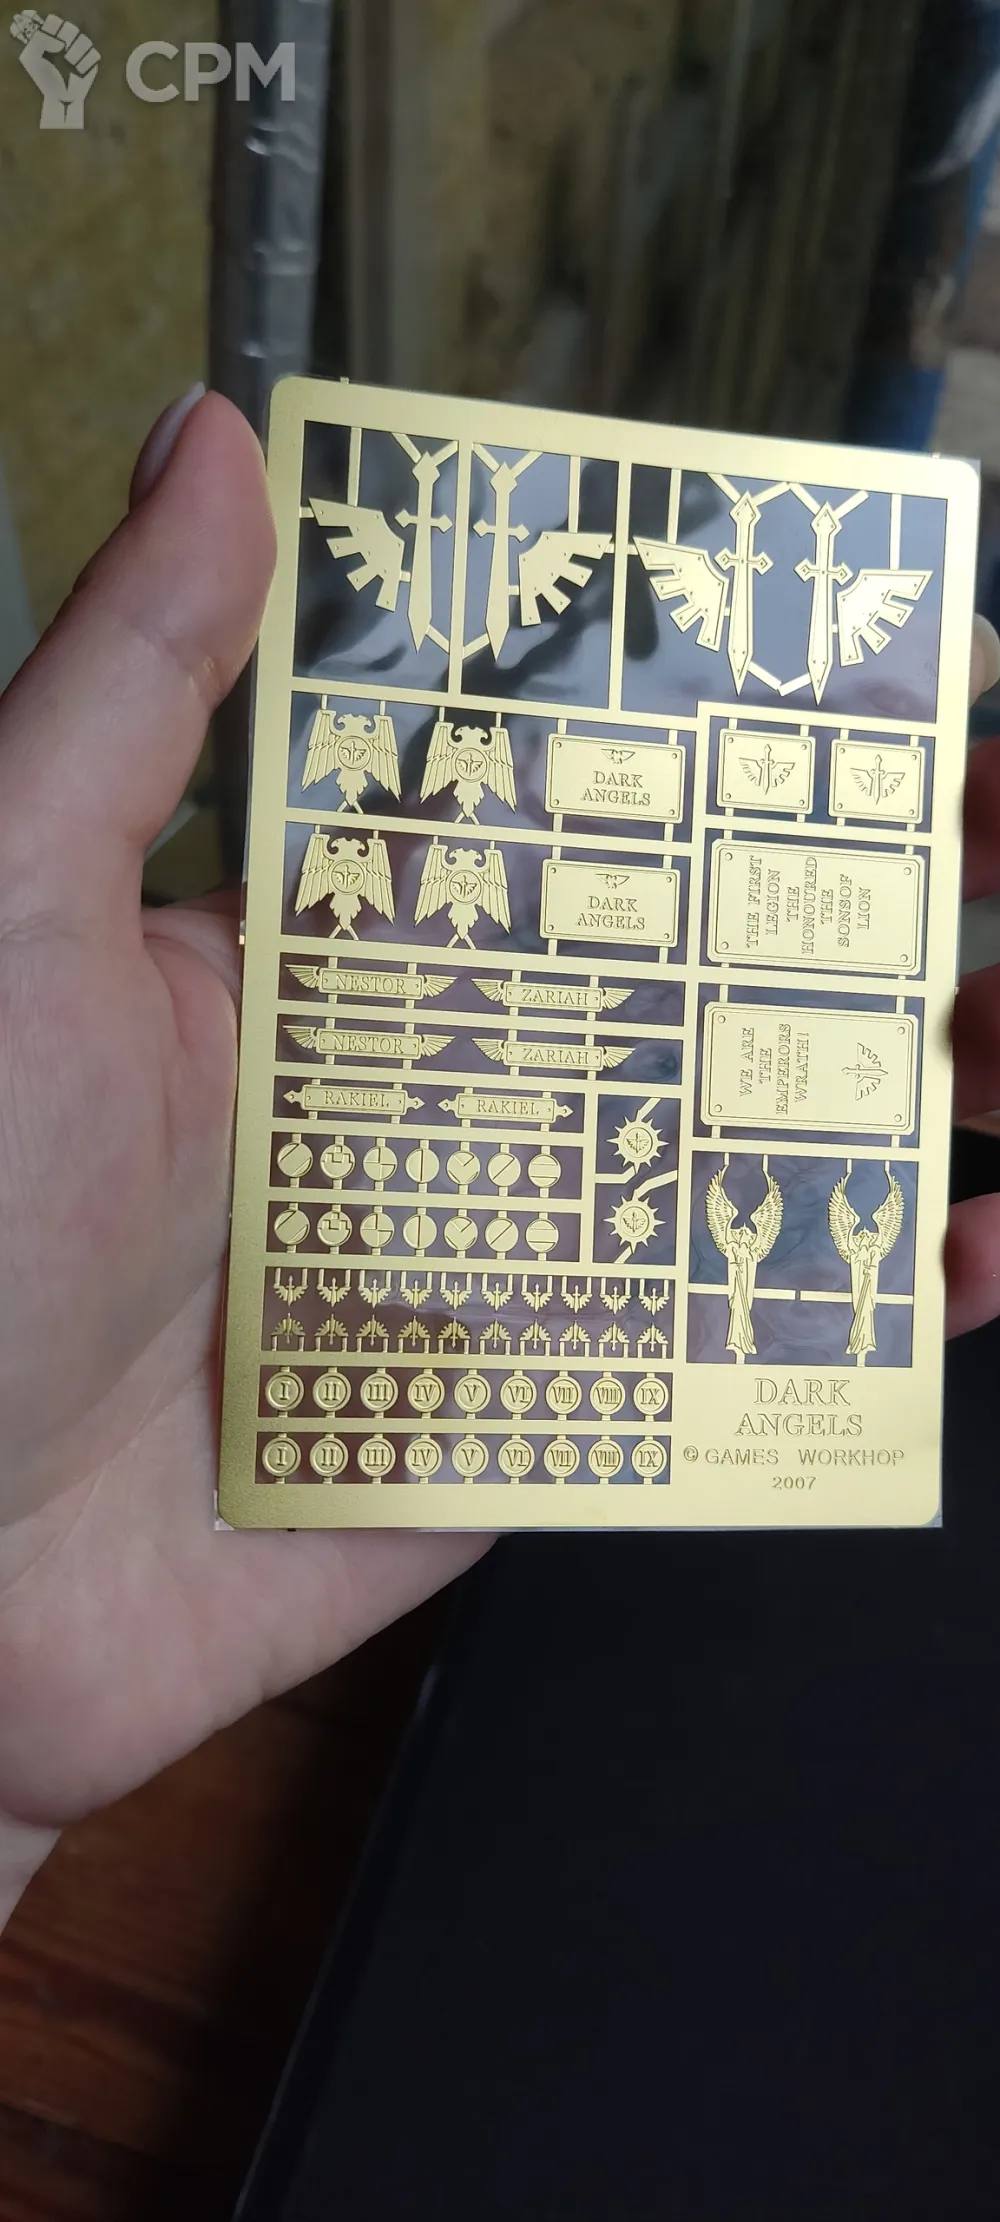 CPM
DARK
ANGELS
DARK
ANGELS
THE FIRST
LEGION
THE
HONOURED
THE
SONSOF
LION
NESTOR
ZARIAH
NESTOR
ZARIAH
WE ARE
THE
EMPERORS
WRATH!
RAKIEL
RAKIEL
I II III IV V VI VII VIII IX
I II III IV V VI VII VIII IX
DARK
ANGELS
© GAMES WORKHOP
2007